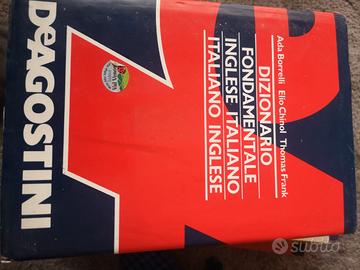 Ada Borrelli Elio Chinol Thomas Frank
DIZIONARIO
FONDAMENTALE
INGLESE ITALIANO
ITALIANO INGLESE
DeAGOSTINI
subito